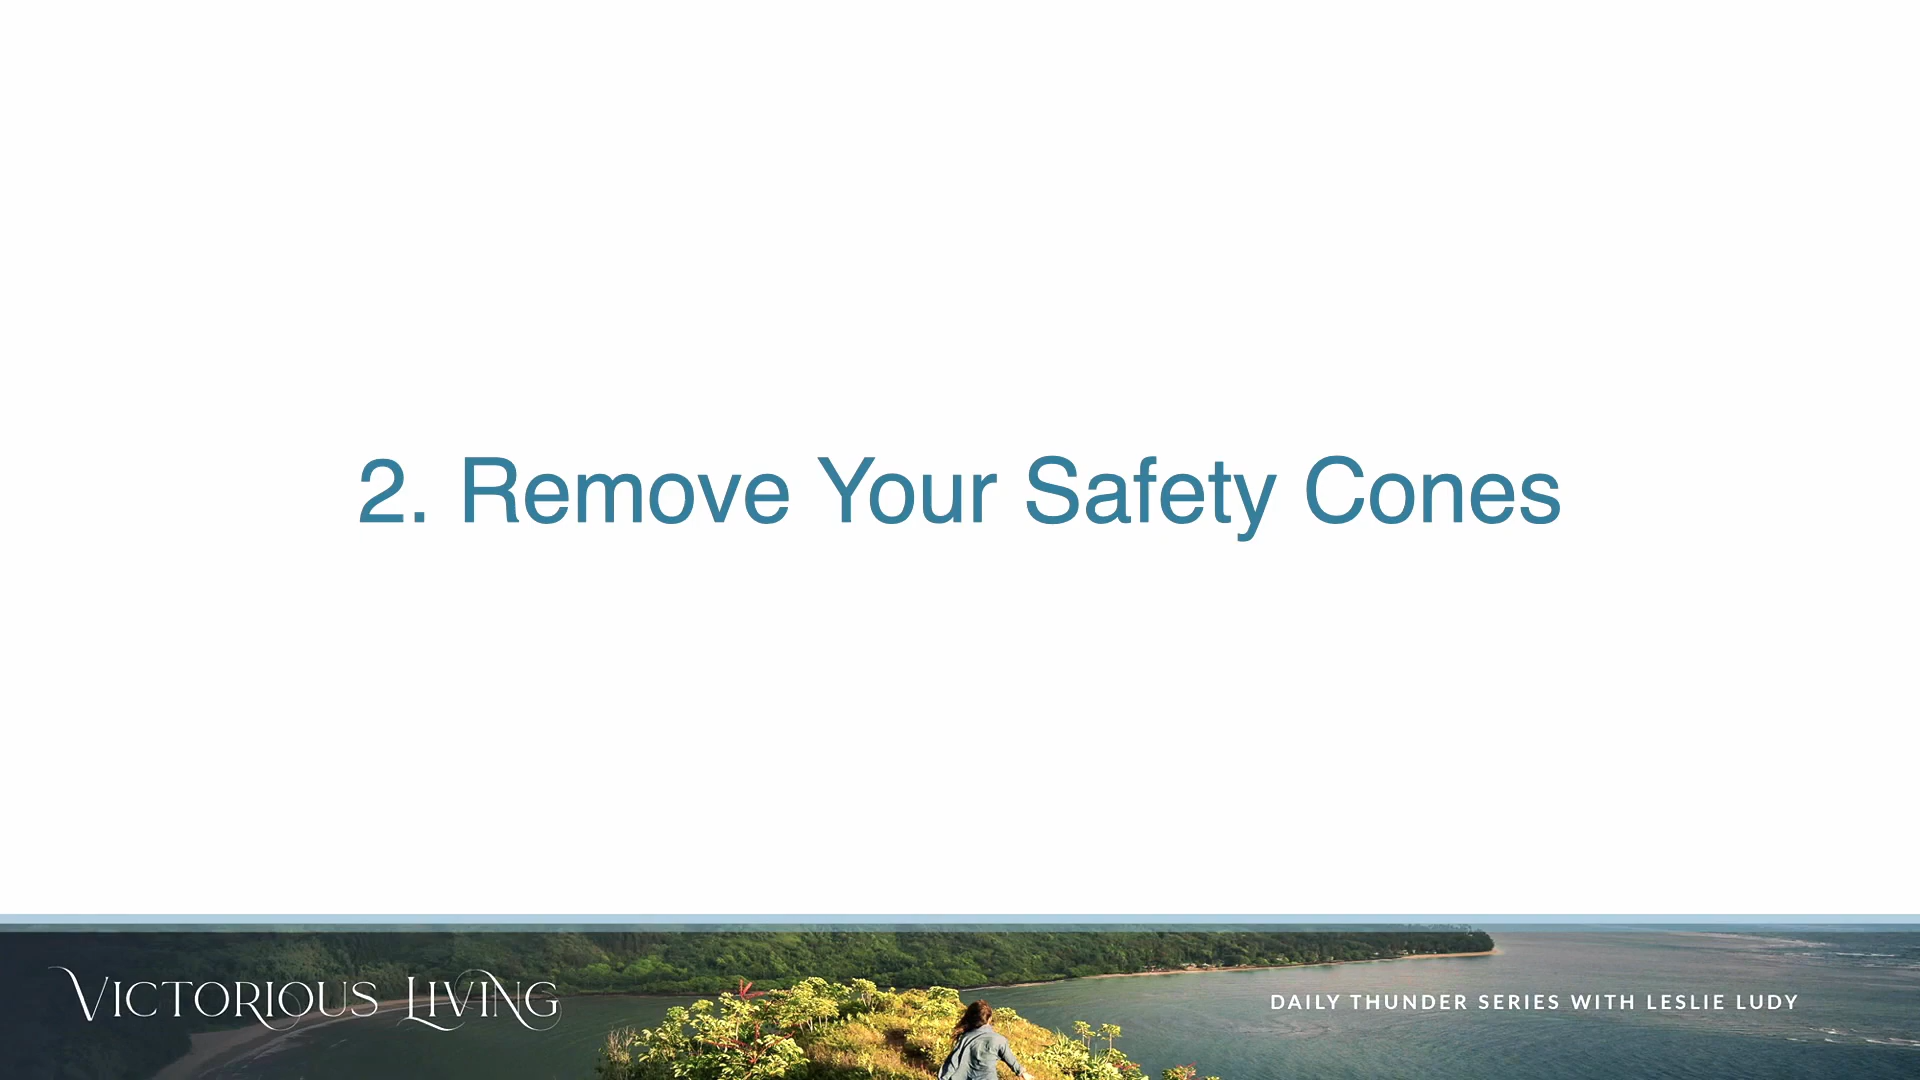 2. Remove Your Safety Cones
VICTORIOUS LIVING
DAILY THUNDER SERIES WITH LESLIE LUDY